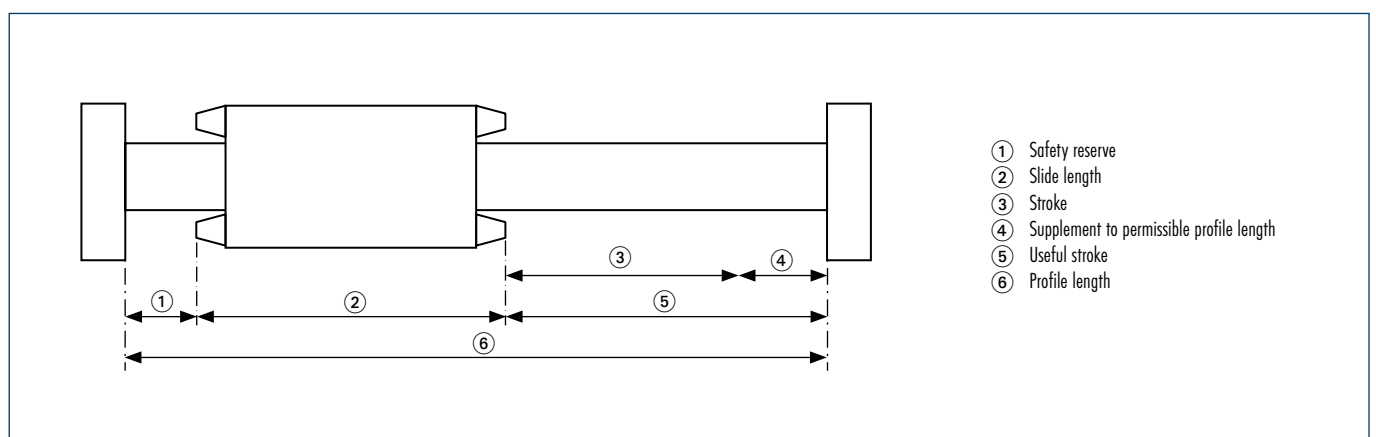 ① Safety reserve
② Slide length
③ Stroke
④ Supplement to permissible profile length
⑤ Useful stroke
⑥ Profile length
③ ④
① ② ⑤
⑥